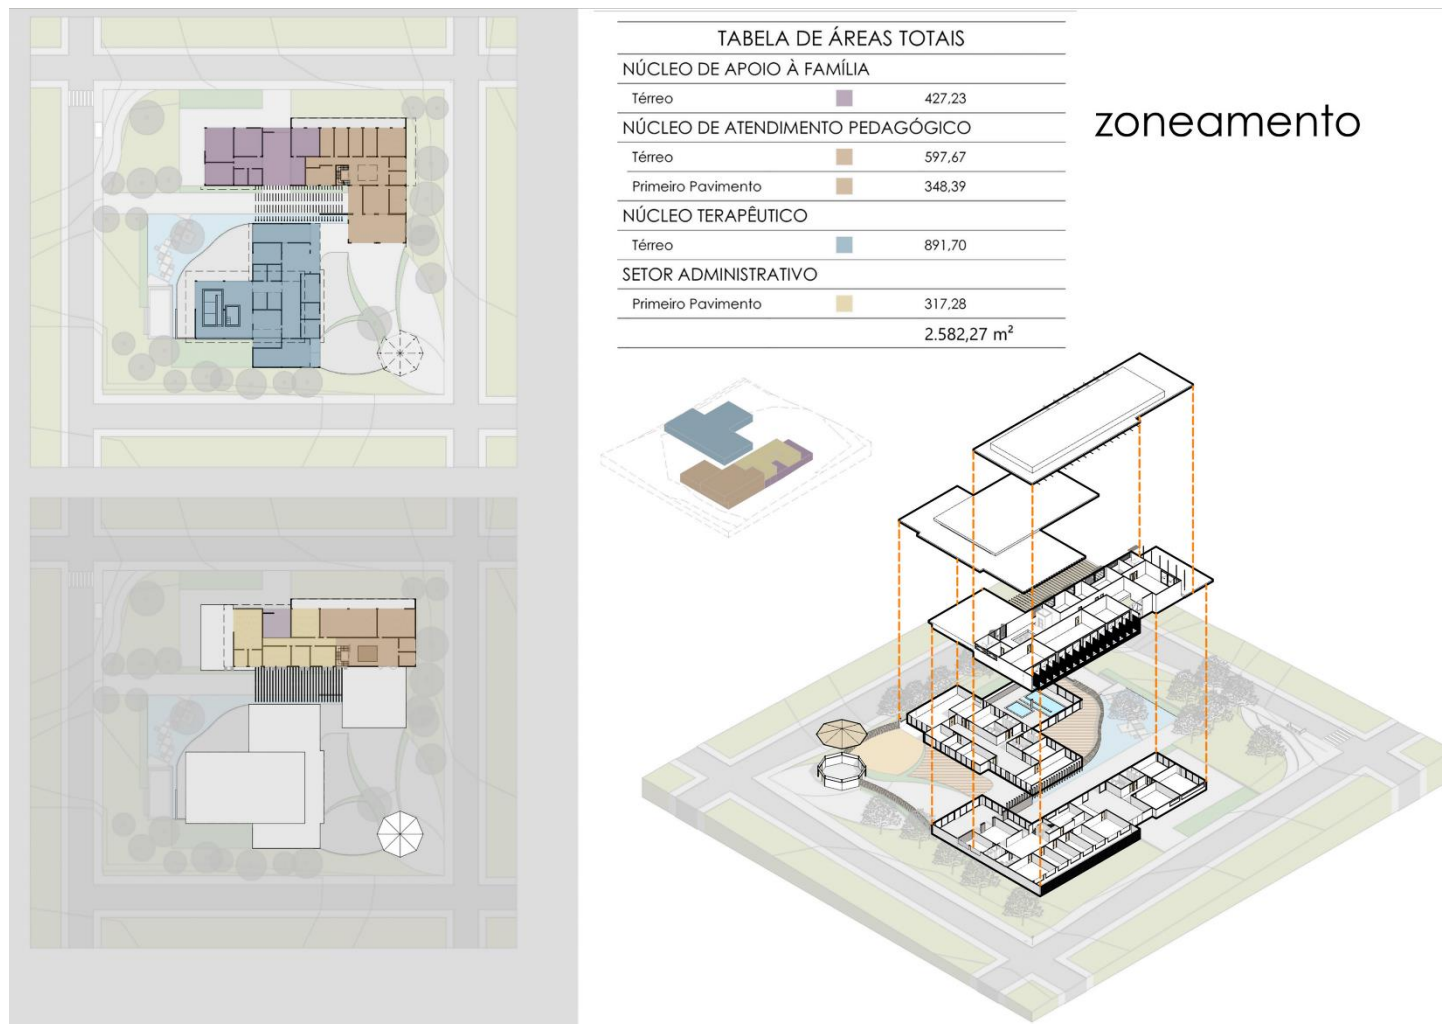 TABELA DE ÁREAS TOTAIS
NÚCLEO DE APOIO À FAMÍLIA
Térreo 427,23
NÚCLEO DE ATENDIMENTO PEDAGÓGICO
Térreo 597,67
Primeiro Pavimento 348,39
NÚCLEO TERAPÊUTICO
Térreo 891,70
SETOR ADMINISTRATIVO
Primeiro Pavimento 317,28
2.582,27 m²
zoneamento